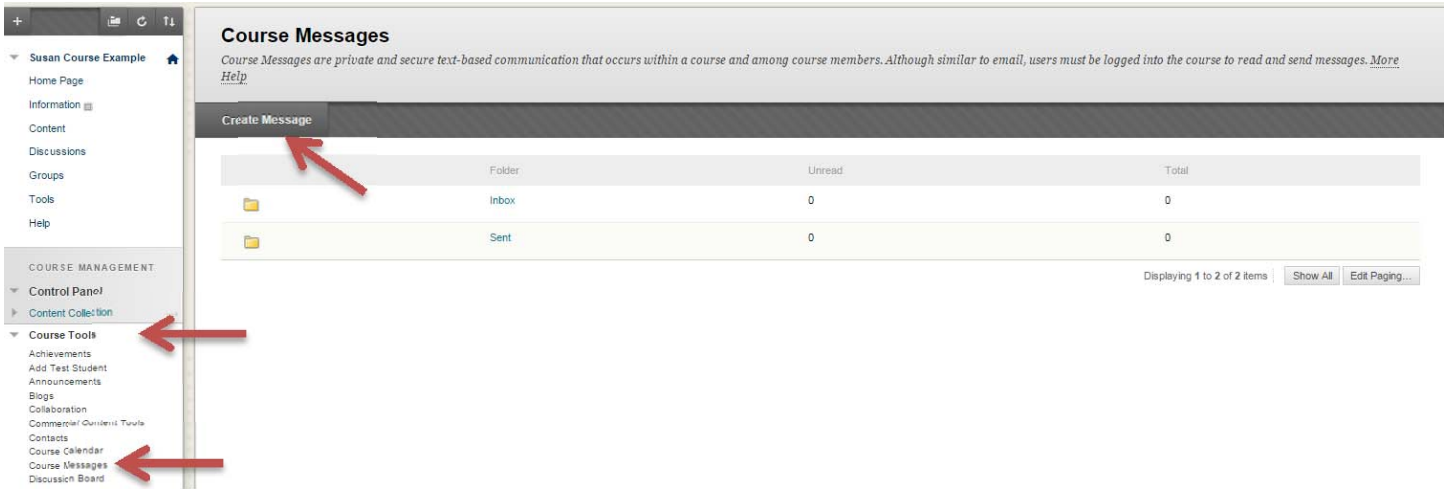 Susan Course Example
Home Page
Information
Content
Discussions
Groups
Tools
Help
COURSE MANAGEMENT
Control Panel
Content Collection
Course Tools
Achievements
Add Test Student
Announcements
Blogs
Collaboration
Commercial Content Tools
Contacts
Course Calendar
Course Messages
Discussion Board
Course Messages
Course Messages are private and secure text-based communication that occurs within a course and among course members. Although similar to email, users must be logged into the course to read and send messages. More
Help
Create Message
Folder Unread Total
Inbox 0 0
Sent 0 0
Displaying 1 to 2 of 2 items Show All Edit Paging...